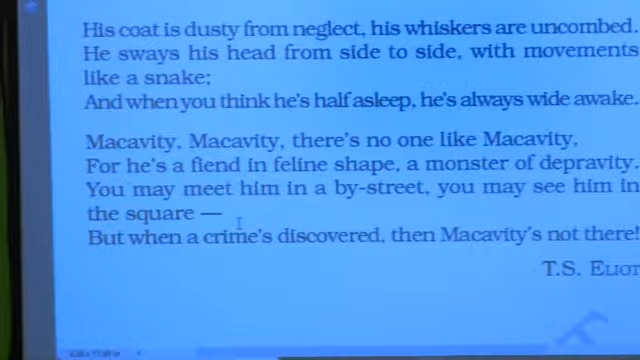 His coat is dusty from neglect, his whiskers are uncombed.
He sways his head from side to side, with movements
like a snake;
And when you think he's half asleep, he's always wide awake.
Macavity, Macavity, there's no one like Macavity,
For he's a fiend in feline shape, a monster of depravity.
You may meet him in a by-street, you may see him in
the square —
But when a crime's discovered, then Macavity's not there!
T.S. ELIOT